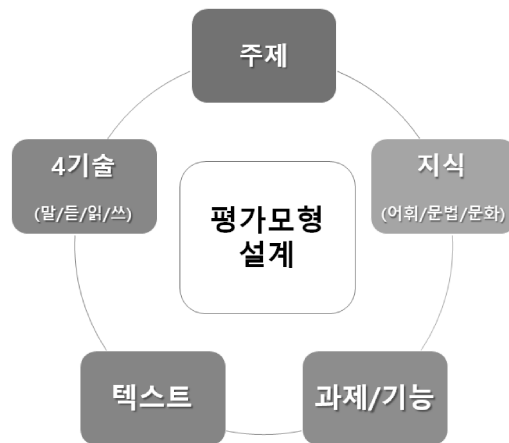 주제
4기술
(말/듣/읽/쓰)
지식
(어휘/문법/문화)
평가모형
설계
텍스트
과제/기능